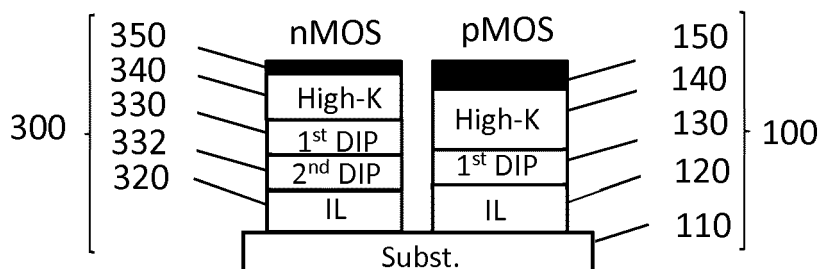 350 nMOS pMOS 150
340 High-K High-K 140
330 1st DIP 1st DIP 130
300 332 2nd DIP 120 100
320 IL IL 110
Subst.